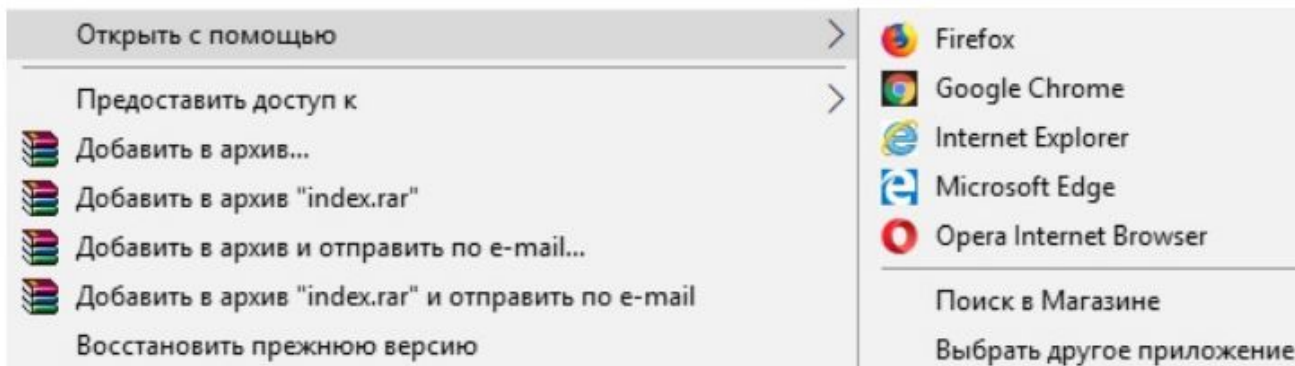 Открыть с помощью
Предоставить доступ к
Добавить в архив...
Добавить в архив "index.rar"
Добавить в архив и отправить по e-mail...
Добавить в архив "index.rar" и отправить по e-mail
Восстановить прежнюю версию
Firefox
Google Chrome
Internet Explorer
Microsoft Edge
Opera Internet Browser
Поиск в Магазине
Выбрать другое приложение